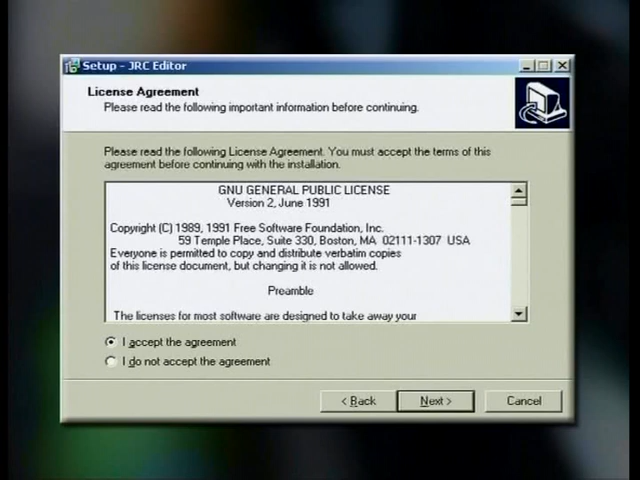 Setup - JRC Editor
License Agreement
Please read the following important information before continuing.
Please read the following License Agreement. You must accept the terms of this
agreement before continuing with the installation.
GNU GENERAL PUBLIC LICENSE
Version 2, June 1991
Copyright (C) 1989, 1991 Free Software Foundation, Inc.
59 Temple Place, Suite 330, Boston, MA 02111-1307 USA
Everyone is permitted to copy and distribute verbatim copies
of this license document, but changing it is not allowed.
Preamble
The licenses for most software are designed to take away your
I accept the agreement
I do not accept the agreement
< Back
Next >
Cancel